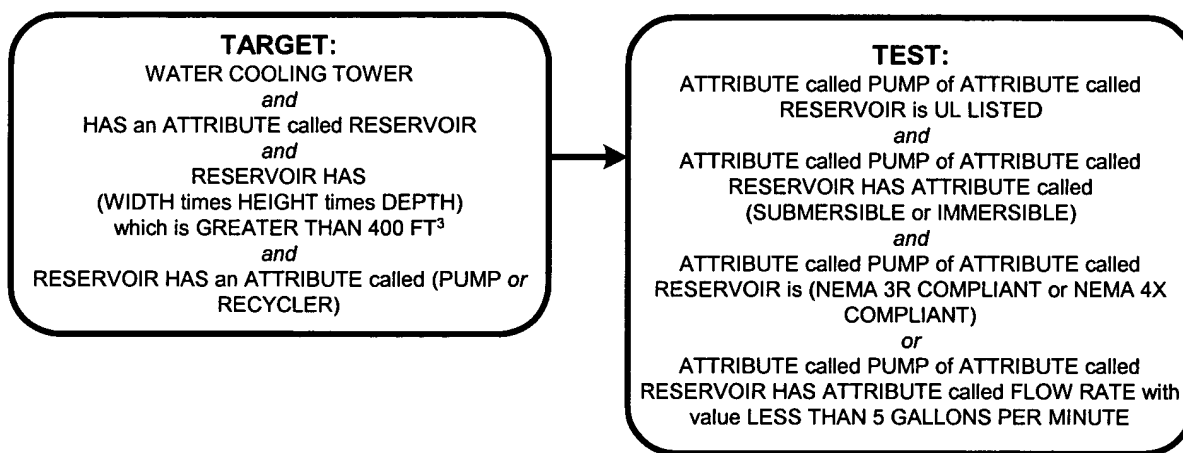 TARGET:
WATER COOLING TOWER
and
HAS an ATTRIBUTE called RESERVOIR
and
RESERVOIR HAS
(WIDTH times HEIGHT times DEPTH)
which is GREATER THAN 400 FT³
and
RESERVOIR HAS an ATTRIBUTE called (PUMP or
RECYCLER)
TEST:
ATTRIBUTE called PUMP of ATTRIBUTE called
RESERVOIR is UL LISTED
and
ATTRIBUTE called PUMP of ATTRIBUTE called
RESERVOIR HAS ATTRIBUTE called
(SUBMERSIBLE or IMMERSIBLE)
and
ATTRIBUTE called PUMP of ATTRIBUTE called
RESERVOIR is (NEMA 3R COMPLIANT or NEMA 4X
COMPLIANT)
or
ATTRIBUTE called PUMP of ATTRIBUTE called
RESERVOIR HAS ATTRIBUTE called FLOW RATE with
value LESS THAN 5 GALLONS PER MINUTE